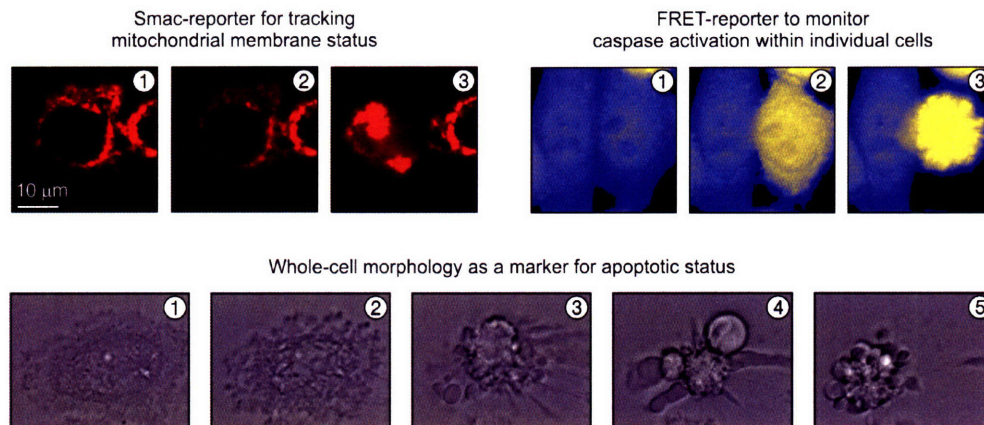 Smac-reporter for tracking
mitochondrial membrane status
FRET-reporter to monitor
caspase activation within individual cells
1
2
3
1
2
3
10 μm
Whole-cell morphology as a marker for apoptotic status
1
2
3
4
5